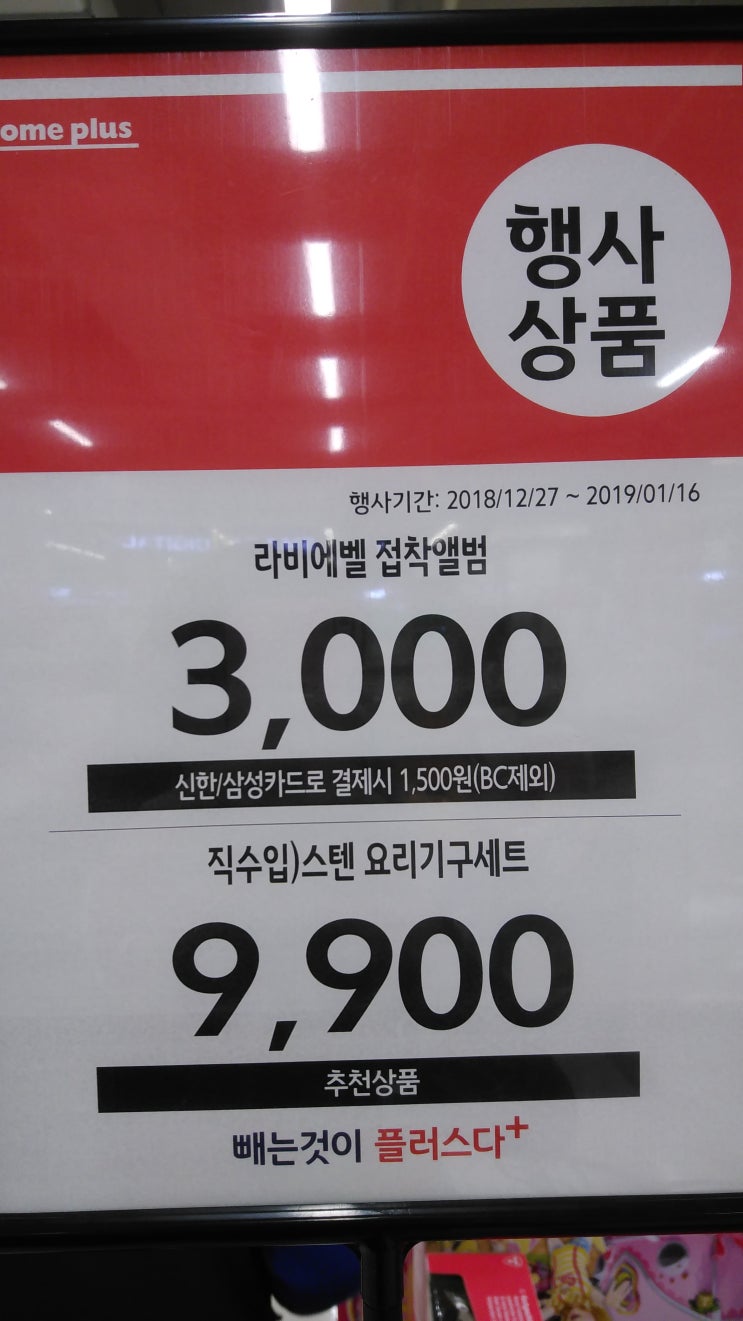 ome plus
행사
상품
행사기간: 2018/12/27 ~ 2019/01/16
라비에벨 접착앨범
3,000
신한/삼성카드로 결제시 1,500원(BC제외)
직수입)스텐 요리기구세트
9,900
추천상품
빼는것이 플러스다+